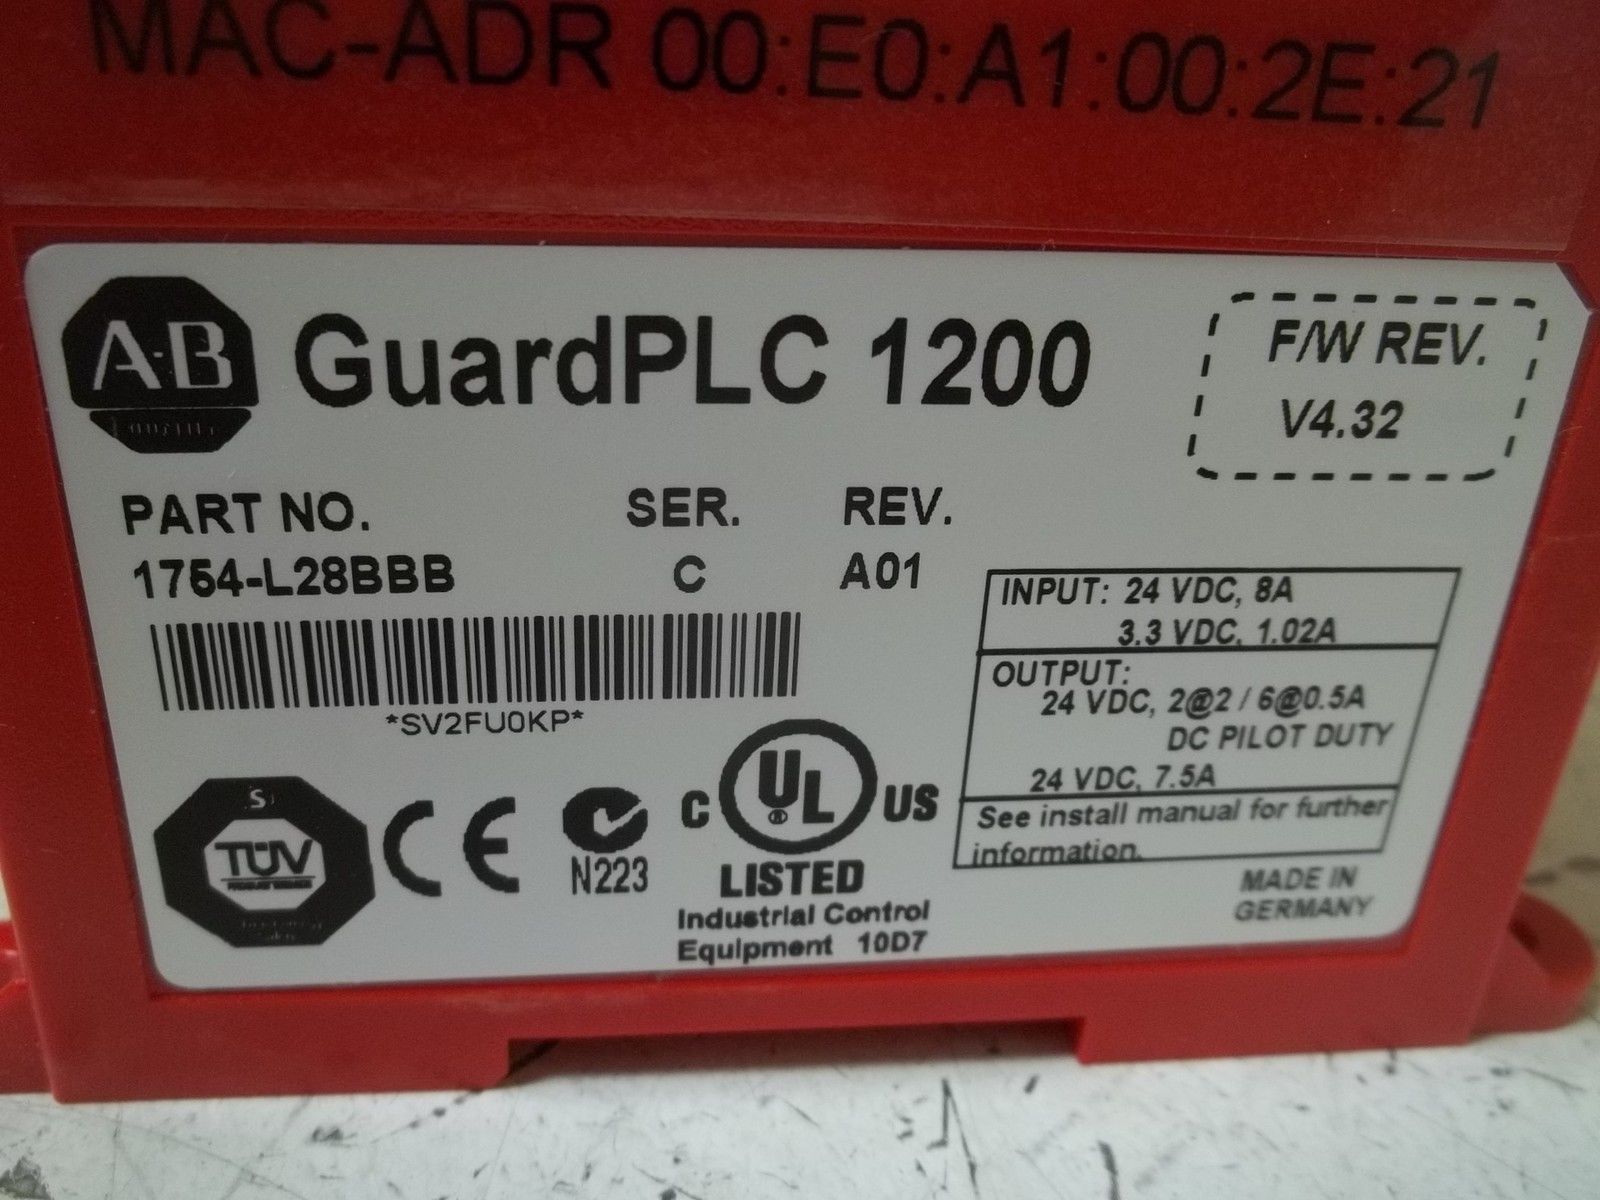 MAC-ADR 00:E0:A1:00:2E:21
A-B
QUALITY
GuardPLC 1200
F/W REV.
V4.32
PART NO. SER. REV.
1754-L28BBB C A01
*SV2FU0KP*
INPUT: 24 VDC, 8A
3.3 VDC, 1.02A
OUTPUT:
24 VDC, 2@2 / 6@0.5A
DC PILOT DUTY
24 VDC, 7.5A
See install manual for further
information.
S
TÜV
CE
N223
C UL ® US
LISTED
Industrial Control
Equipment 10D7
MADE IN
GERMANY